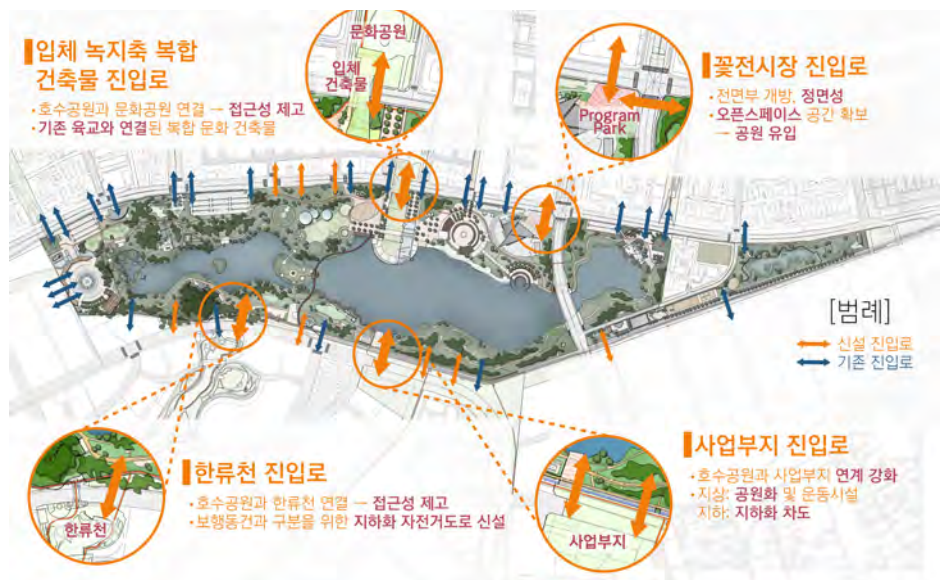 입체 녹지축 복합
건축물 진입로
•호수공원과 문화공원 연결 → 접근성 제고
•기존 육교와 연결된 복합 문화 건축물
문화공원
입체
건축물
Program
Park
꽃전시장 진입로
•전면부 개방, 정면성
•오픈스페이스 공간 확보
→ 공원 유입
[범례]
신설 진입로
기존 진입로
한류천
한류천 진입로
•호수공원과 한류천 연결 → 접근성 제고
•보행동건과 구분을 위한 지하화 자전거도로 신설
사업부지
사업부지 진입로
•호수공원과 사업부지 연계 강화
•지상: 공원화 및 운동시설
지하: 지하화 차도